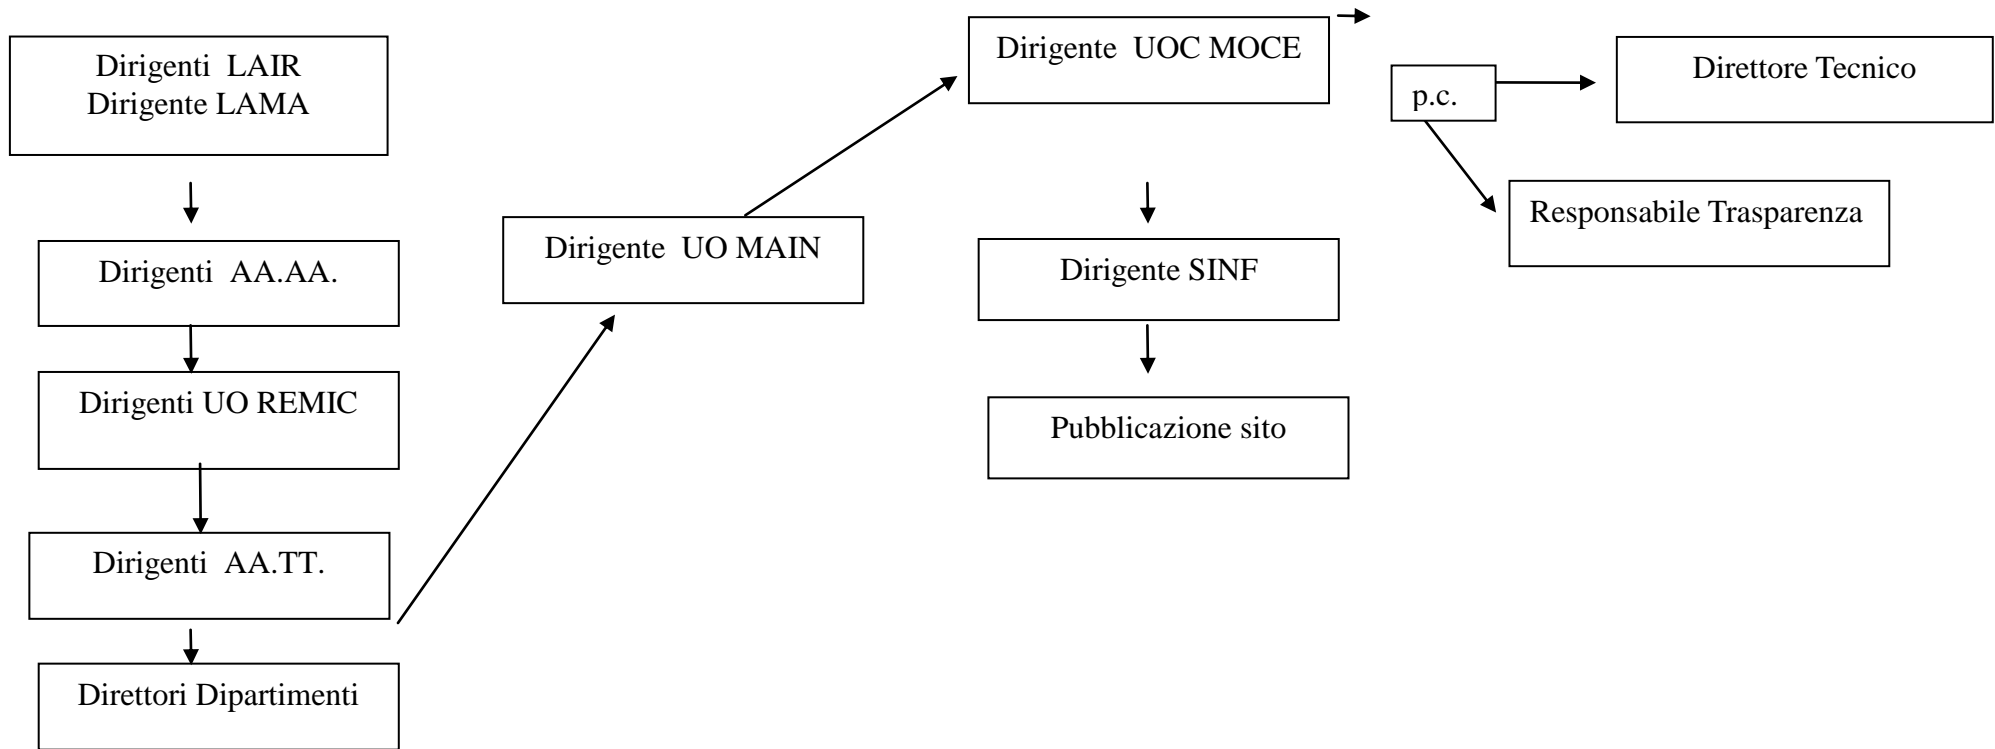 Dirigenti LAIR
Dirigente LAMA
Dirigenti AA.AA.
Dirigenti UO REMIC
Dirigenti AA.TT.
Direttori Dipartimenti
Dirigente UO MAIN
Dirigente UOC MOCE
Dirigente SINF
Pubblicazione sito
p.c.
Direttore Tecnico
Responsabile Trasparenza